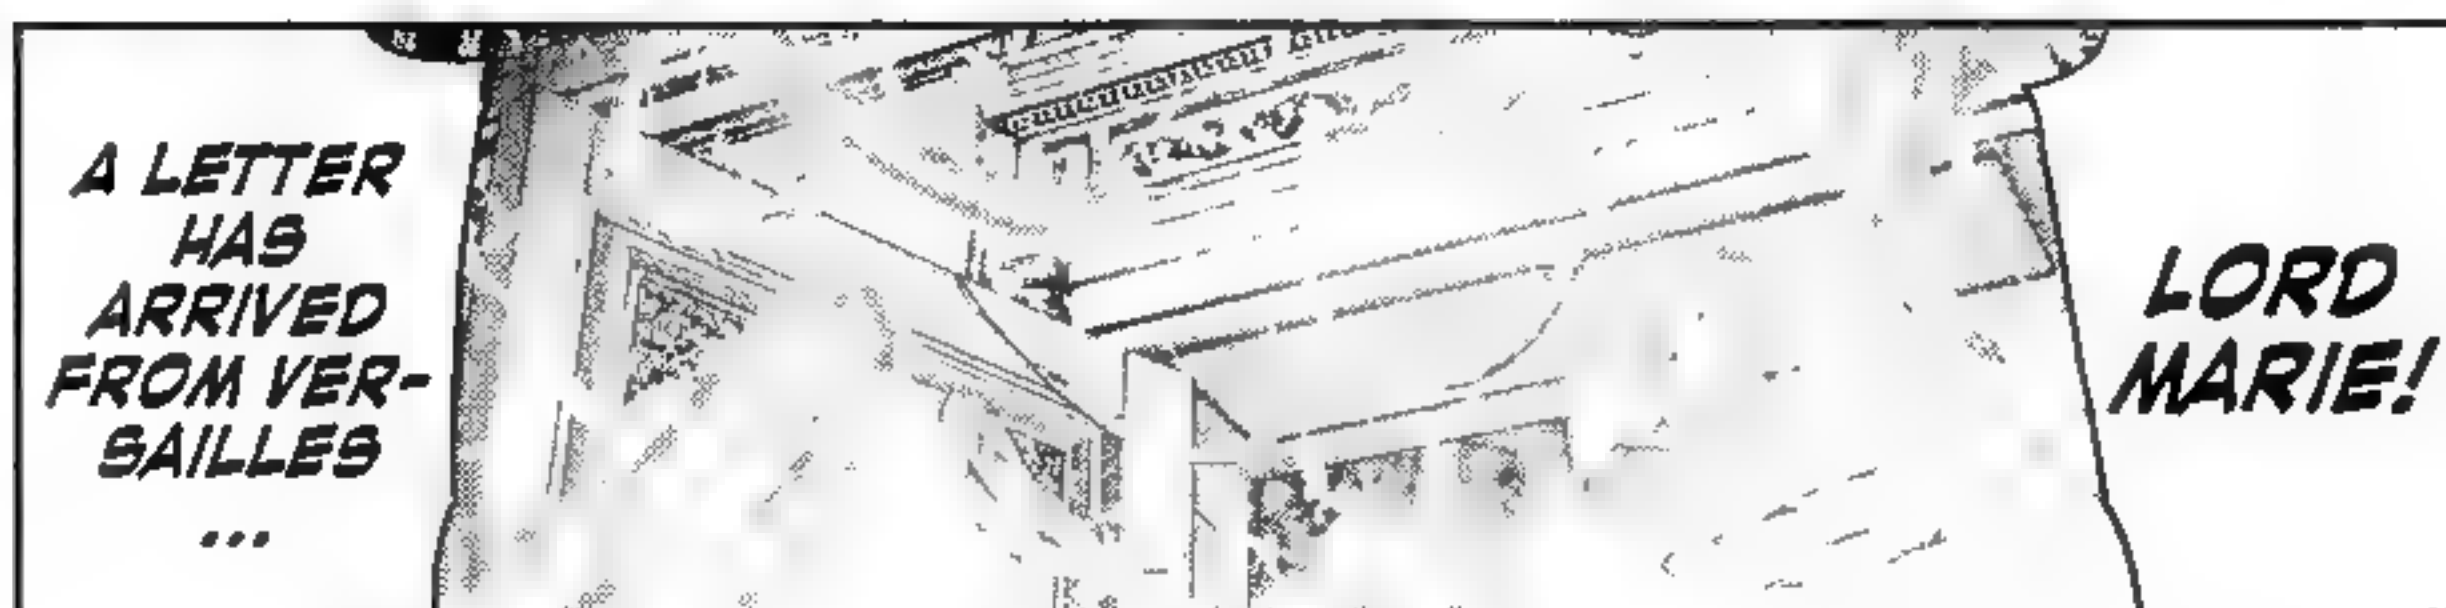 LORD
MARIE!
A LETTER
HAS
ARRIVED
FROM VER-
SAILLES
...